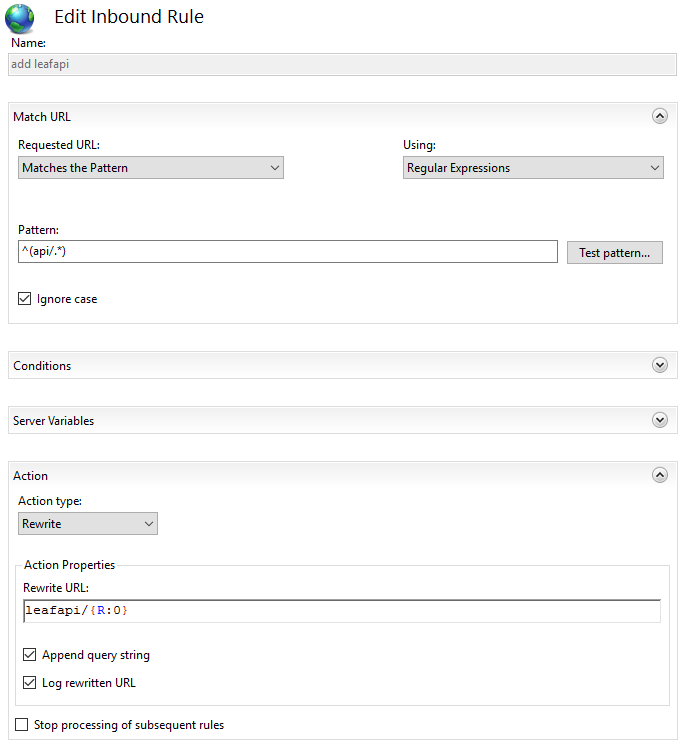 Edit Inbound Rule
Name:
add leafapi
Match URL
Requested URL:
Using:
Matches the Pattern
Regular Expressions
Pattern:
^(api/.*)
Test pattern...
Ignore case
Conditions
Server Variables
Action
Action type:
Rewrite
Action Properties
Rewrite URL:
leafapi/{R:0}
Append query string
Log rewritten URL
Stop processing of subsequent rules